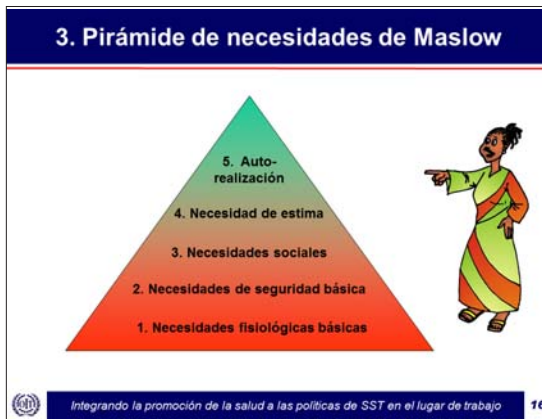 3. Pirámide de necesidades de Maslow
5. Auto-
realización
4. Necesidad de estima
3. Necesidades sociales
2. Necesidades de seguridad básica
1. Necesidades fisiológicas básicas
Integrando la promoción de la salud a las políticas de SST en el lugar de trabajo